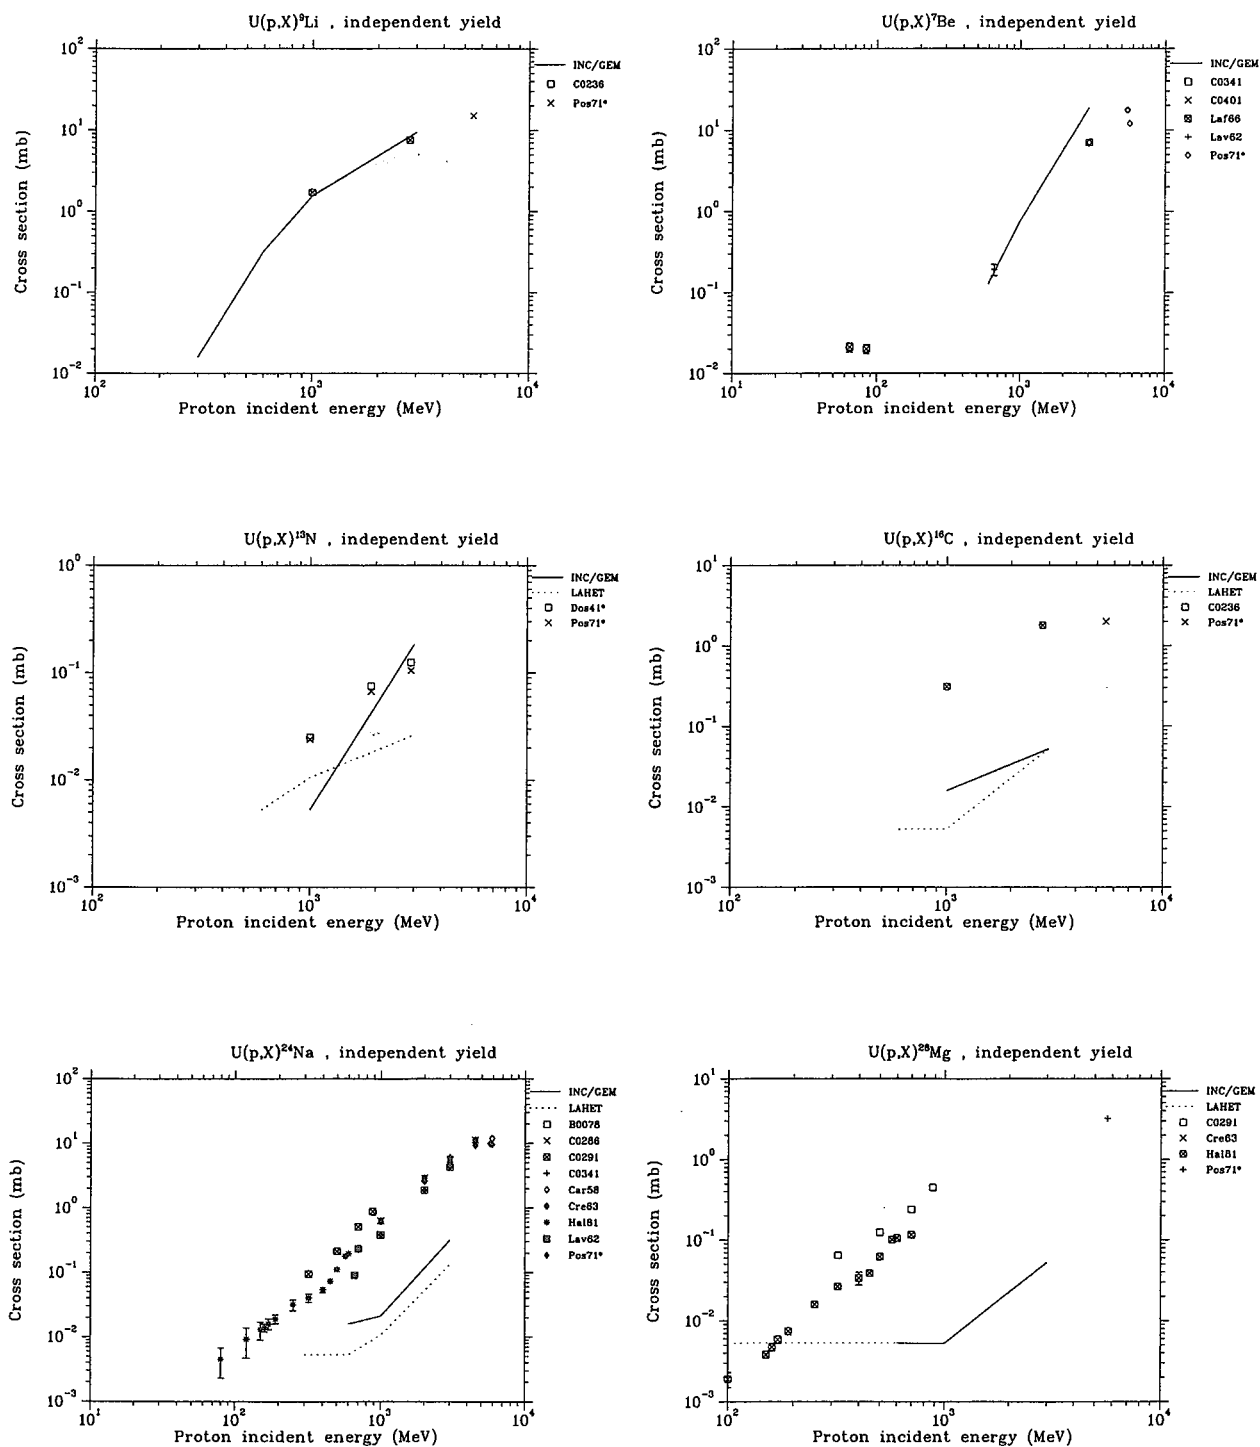 U(p,X)⁹Li , independent yield
10²
10¹
10⁰
10⁻¹
10⁻²
Cross section (mb)
10² 10³ 10⁴
Proton incident energy (MeV)
INC/GEM
C0236
Pos71*
U(p,X)⁷Be , independent yield
10²
10¹
10⁰
10⁻¹
10⁻²
Cross section (mb)
10¹ 10² 10³ 10⁴
Proton incident energy (MeV)
INC/GEM
C0341
C0401
Laf66
Lav62
Pos71*
U(p,X)¹³N , independent yield
10⁰
10⁻¹
10⁻²
10⁻³
Cross section (mb)
10² 10³ 10⁴
Proton incident energy (MeV)
INC/GEM
LAHET
Dos41*
Pos71*
U(p,X)¹⁶C , independent yield
10¹
10⁰
10⁻¹
10⁻²
10⁻³
Cross section (mb)
10² 10³ 10⁴
Proton incident energy (MeV)
INC/GEM
LAHET
C0236
Pos71*
U(p,X)²⁴Na , independent yield
10²
10¹
10⁰
10⁻¹
10⁻²
10⁻³
Cross section (mb)
10¹ 10² 10³ 10⁴
Proton incident energy (MeV)
INC/GEM
LAHET
B0076
C0266
C0291
C0341
Car58
Cre63
Hal81
Lav62
Pos71*
U(p,X)²⁸Mg , independent yield
10¹
10⁰
10⁻¹
10⁻²
10⁻³
Cross section (mb)
10² 10³ 10⁴
Proton incident energy (MeV)
INC/GEM
LAHET
C0291
Cre63
Hal81
Pos71*